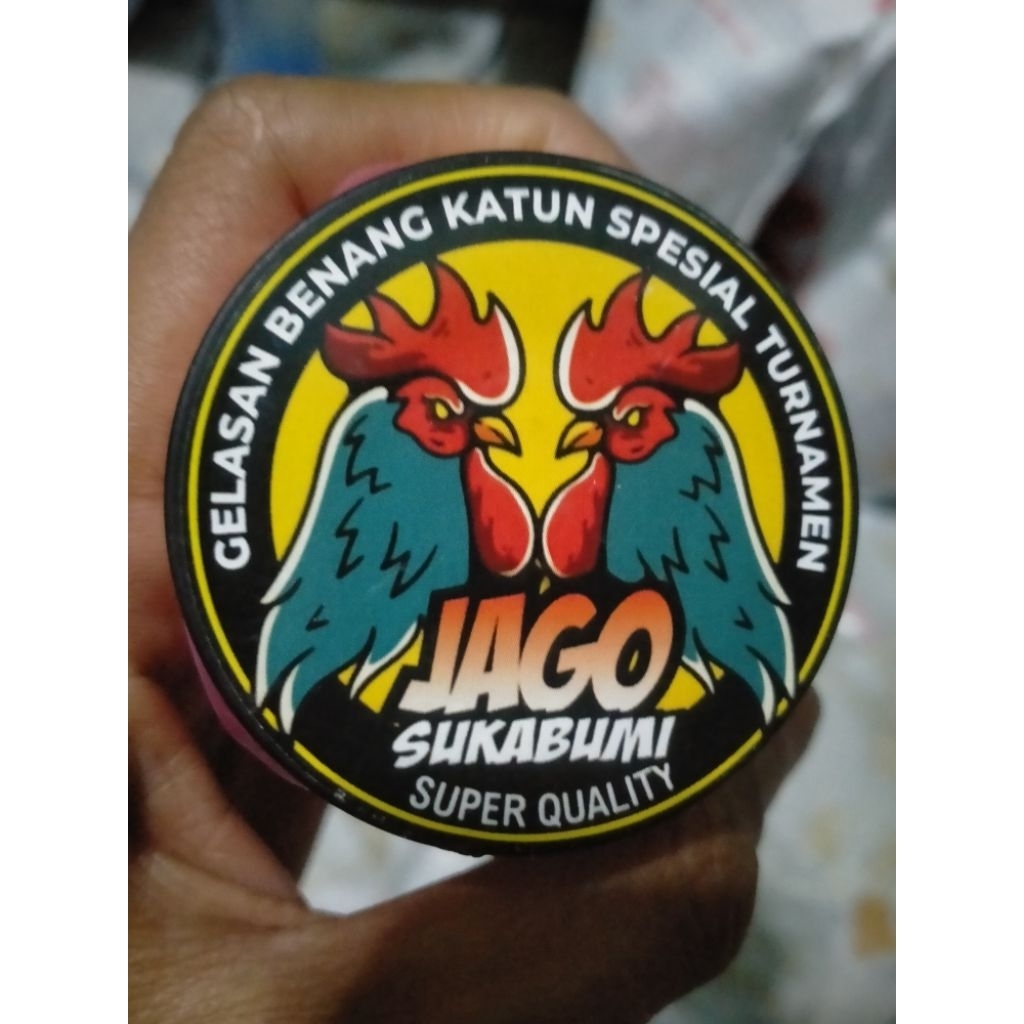 GELASAN BENANG KATUN SPESIAL TURNAMEN
JAGO
SUKABUMI
SUPER QUALITY